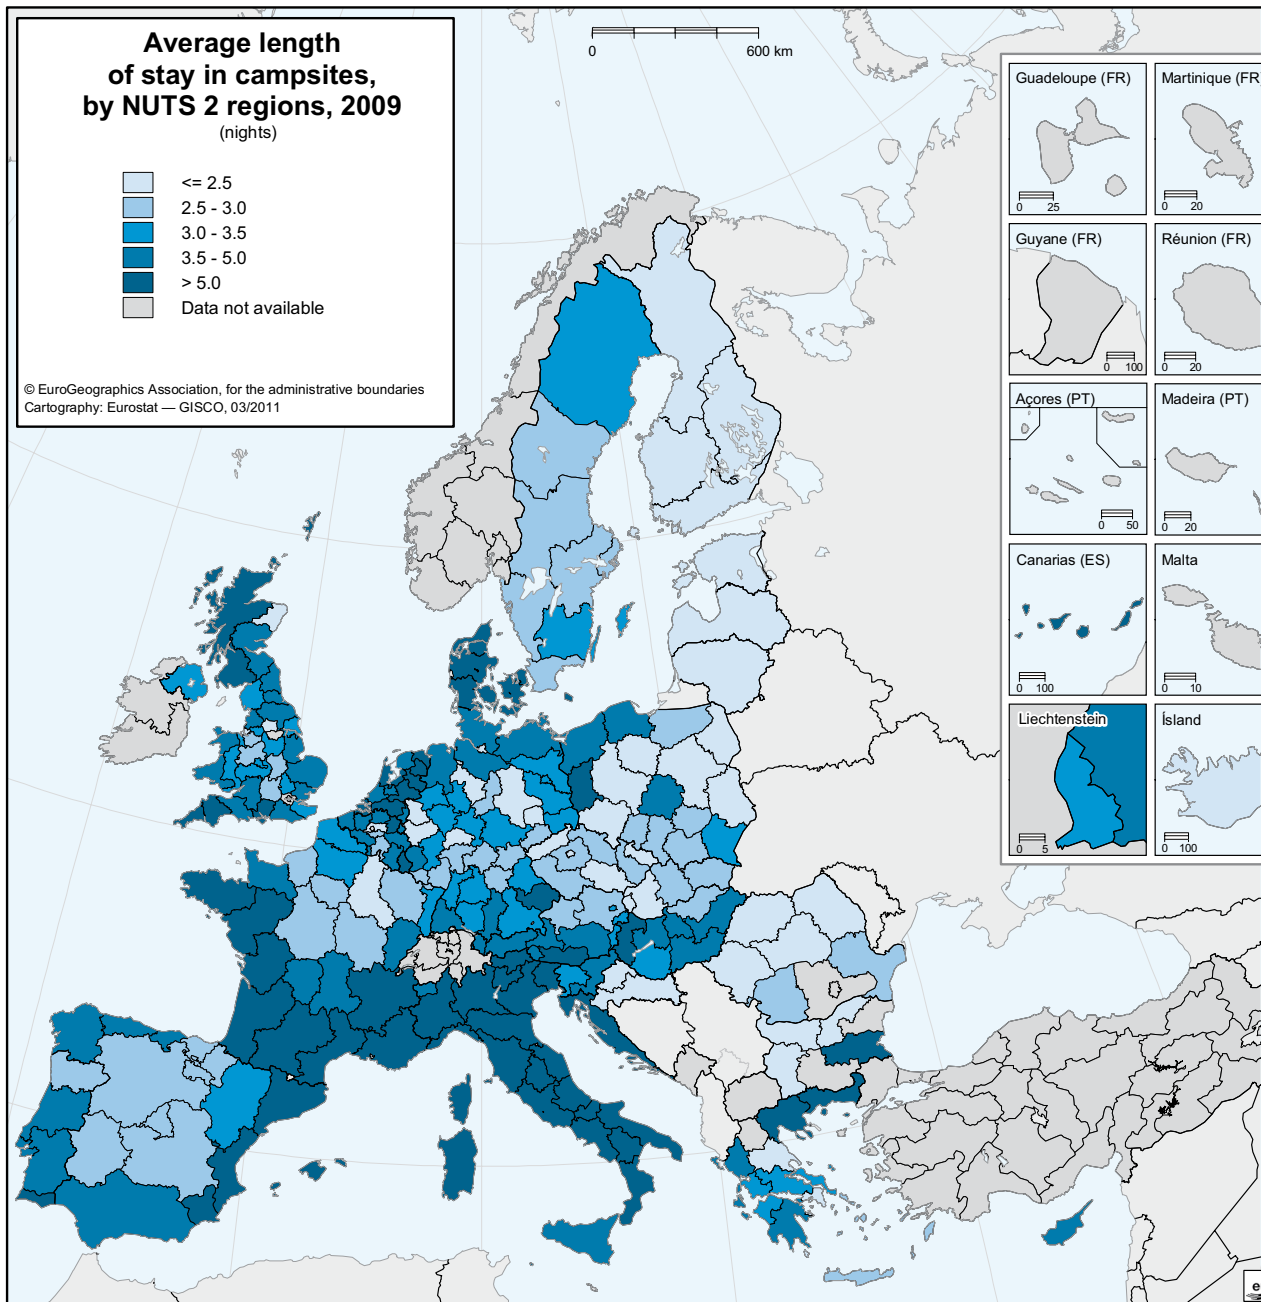 Average length
of stay in campsites,
by NUTS 2 regions, 2009
(nights)
<= 2.5
2.5 - 3.0
3.0 - 3.5
3.5 - 5.0
> 5.0
Data not available
© EuroGeographics Association, for the administrative boundaries
Cartography: Eurostat — GISCO, 03/2011
0 600 km
Guadeloupe (FR)
0 25
Martinique (FR)
0 20
Guyane (FR)
0 100
Réunion (FR)
0 20
Açores (PT)
0 50
Madeira (PT)
0 20
Canarias (ES)
0 100
Malta
0 10
Liechtenstein
0 5
Ísland
0 100